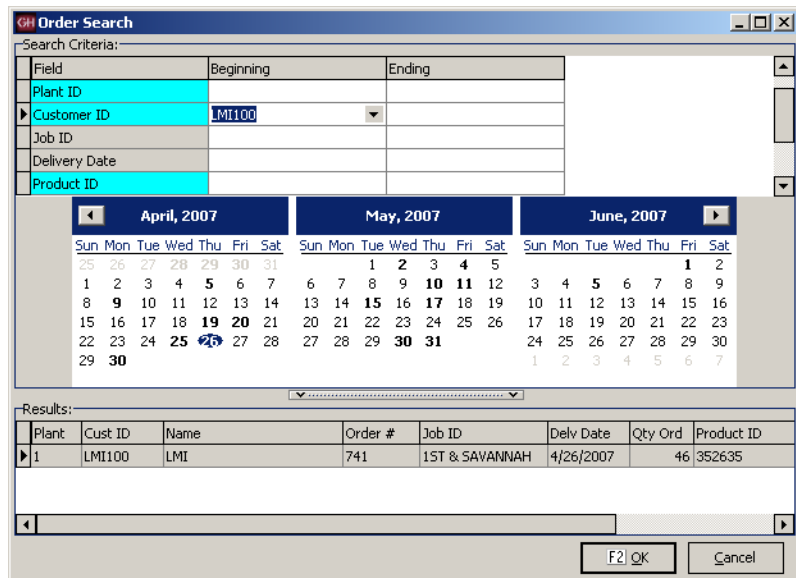 GH Order Search
Search Criteria:
Field Beginning Ending
Plant ID
Customer ID LMI100
Job ID
Delivery Date
Product ID
April, 2007 May, 2007 June, 2007
Sun Mon Tue Wed Thu Fri Sat Sun Mon Tue Wed Thu Fri Sat Sun Mon Tue Wed Thu Fri Sat
25 26 27 28 29 30 31 1 2 3 4 5 1 2
1 2 3 4 5 6 7 6 7 8 9 10 11 12 3 4 5 6 7 8 9
8 9 10 11 12 13 14 13 14 15 16 17 18 19 10 11 12 13 14 15 16
15 16 17 18 19 20 21 20 21 22 23 24 25 26 17 18 19 20 21 22 23
22 23 24 25 26 27 28 27 28 29 30 31 24 25 26 27 28 29 30
29 30 1 2 3 4 5 6 7
Results:
Plant Cust ID Name Order # Job ID Delv Date Qty Ord Product ID
1 LMI100 LMI 741 1ST & SAVANNAH 4/26/2007 46 352635
F2 OK Cancel